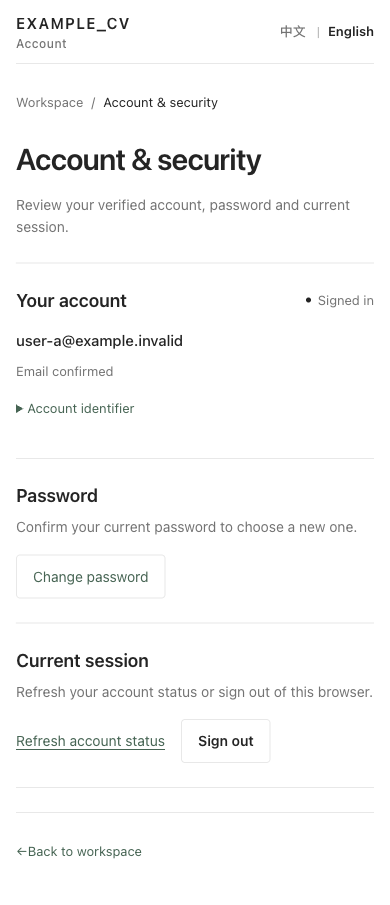 EXAMPLE_CV
Account
中文 | English
Workspace / Account & security
Account & security
Review your verified account, password and current
session.
Your account
• Signed in
user-a@example.invalid
Email confirmed
▶ Account identifier
Password
Confirm your current password to choose a new one.
Change password
Current session
Refresh your account status or sign out of this browser.
Refresh account status
Sign out
←Back to workspace